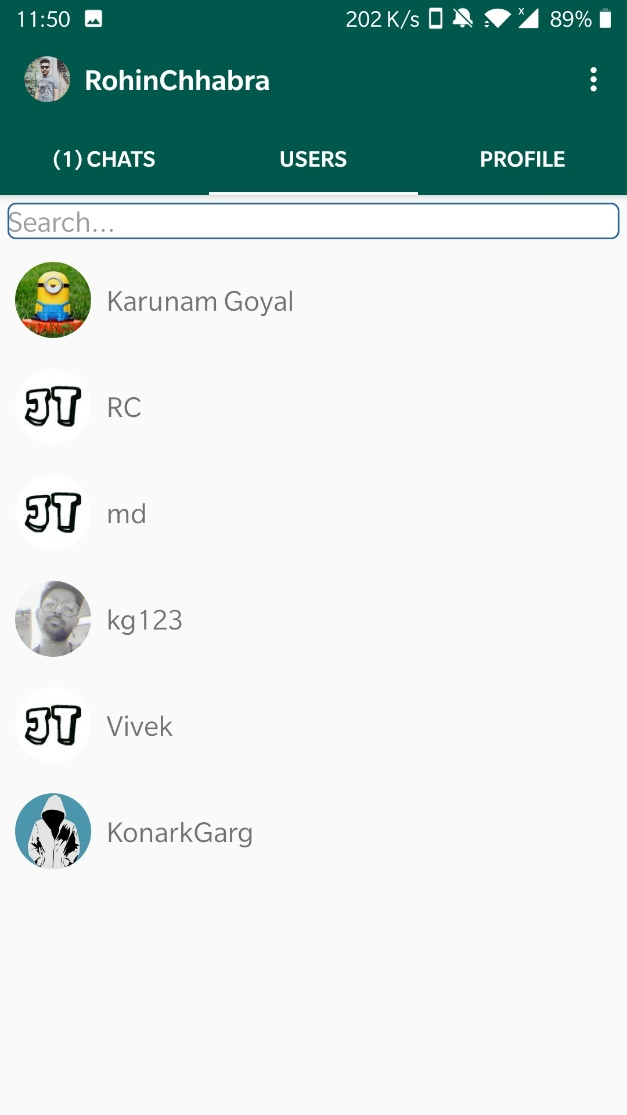 11:50 202 K/s x 89%
RohinChhabra
(1) CHATS USERS PROFILE
Search...
Karunam Goyal
JT RC
JT md
kg123
JT Vivek
KonarkGarg